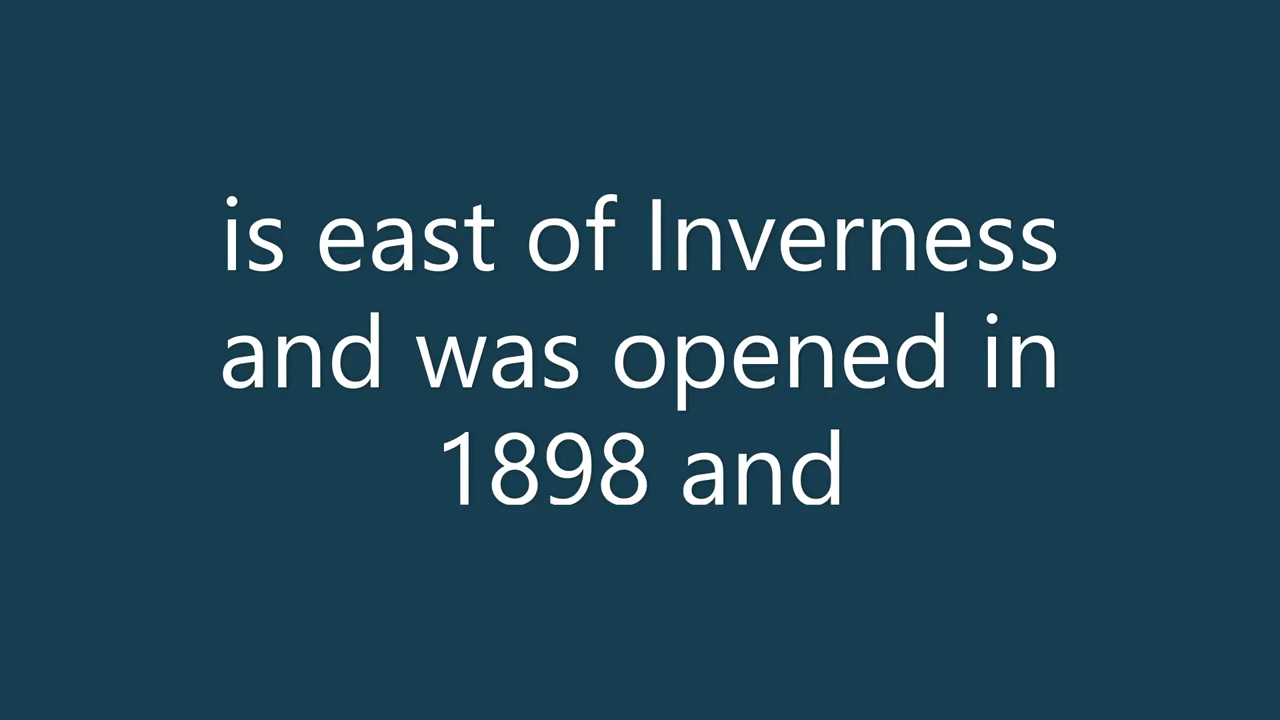 is east of Inverness
and was opened in
1898 and